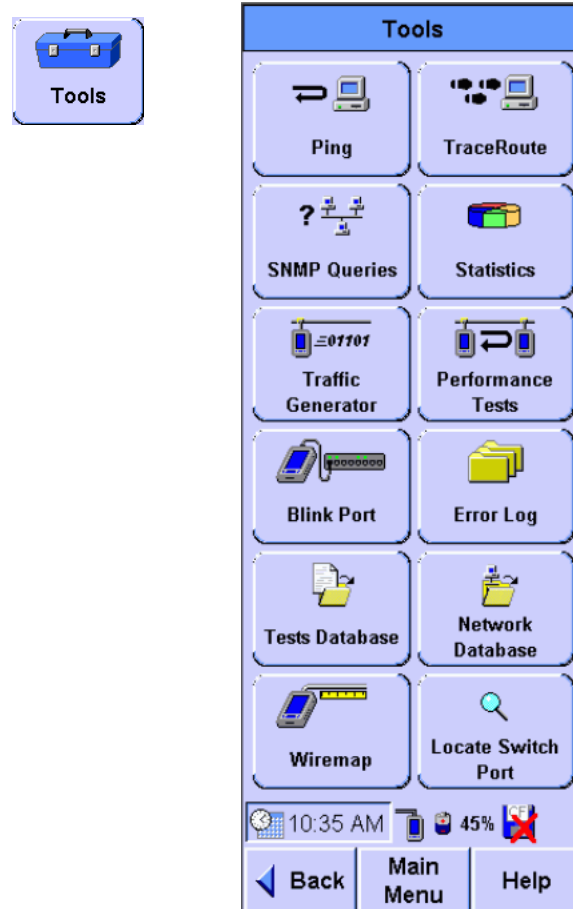 Tools
Tools
Ping
TraceRoute
?
SNMP Queries
Statistics
01101
Traffic
Generator
Performance
Tests
Blink Port
Error Log
Tests Database
Network
Database
Wiremap
Locate Switch
Port
10:35 AM
45%
CF
Back
Main
Menu
Help